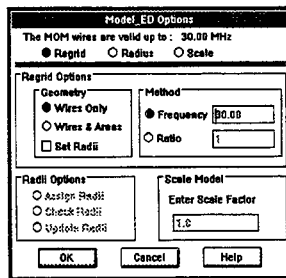 Model_ED Options
The MOM wires are valid up to : 30.00 MHz
Regrid Radius Scale
Regrid Options
Geometry
Wires Only
Wires & Areas
Set Radii
Method
Frequency 30.00
Ratio 1
Radii Options
Assign Radii
Check Radii
Update Radii
Scale Model
Enter Scale Factor
1.0
OK Cancel Help